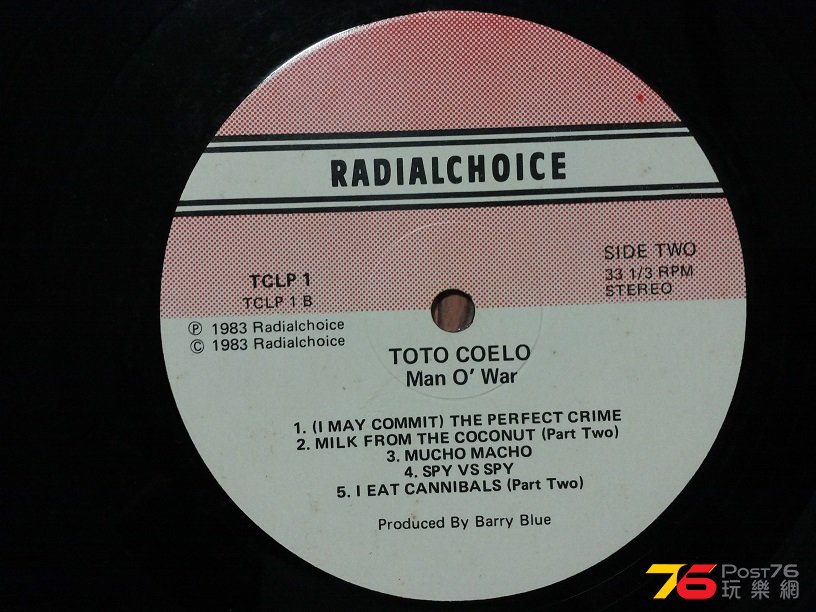 RADIALCHOICE
TCLP 1
TCLP 1 B
SIDE TWO
33 1/3 RPM
STEREO
Ⓟ 1983 Radialchoice
© 1983 Radialchoice
TOTO COELO
Man O' War
1. (I MAY COMMIT) THE PERFECT CRIME
2. MILK FROM THE COCONUT (Part Two)
3. MUCHO MACHO
4. SPY VS SPY
5. I EAT CANNIBALS (Part Two)
Produced By Barry Blue
76 Post76
玩樂網